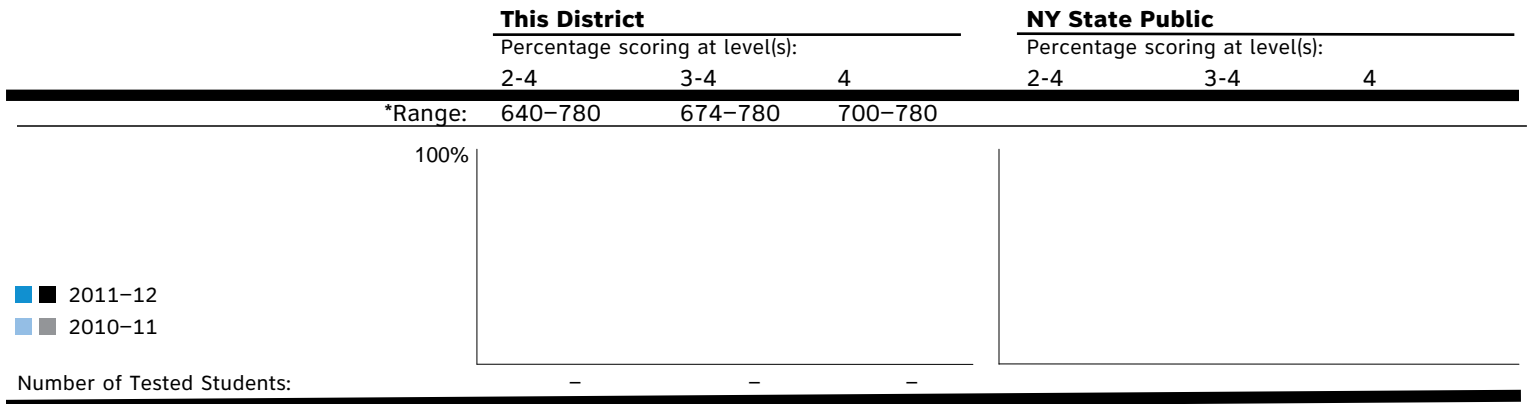 This District NY State Public
Percentage scoring at level(s): Percentage scoring at level(s):
2-4 3-4 4 2-4 3-4 4
*Range: 640–780 674–780 700–780
100%
2011–12
2010–11
Number of Tested Students: – – –